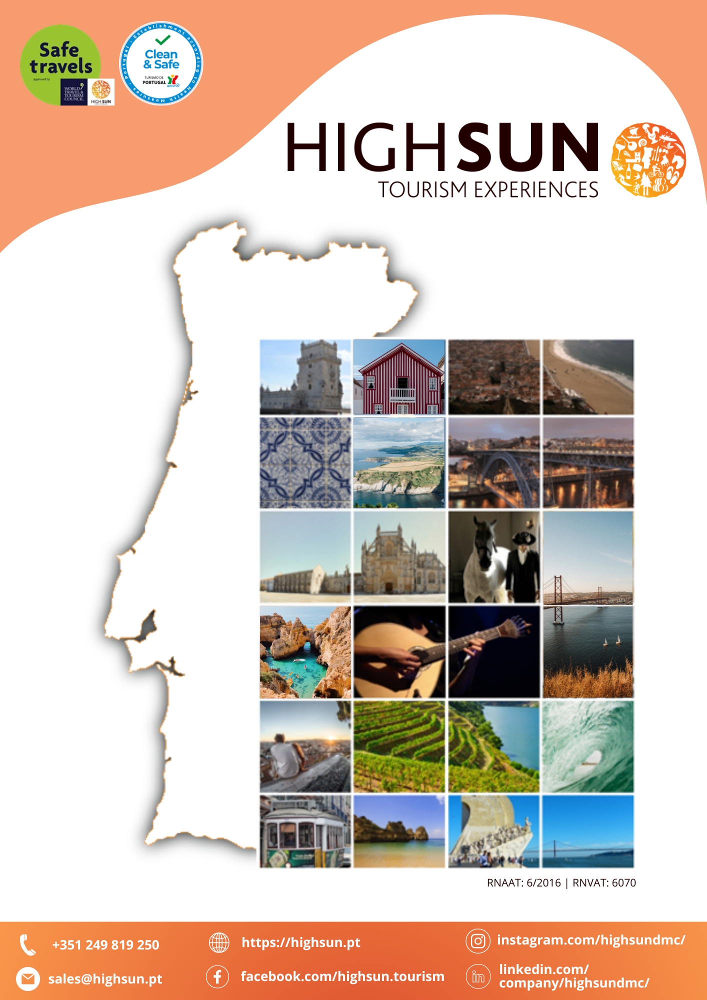 Safe
travels
approved by
WORLD
TRAVEL &
TOURISM
COUNCIL
HIGH SUN
Establishment according to Health Measures • Portugal •
Clean
& Safe
TURISMO DE
PORTUGAL
HIGHSUN
TOURISM EXPERIENCES
RNAAT: 6/2016 | RNVAT: 6070
+351 249 819 250
sales@highsun.pt
https://highsun.pt
facebook.com/highsun.tourism
instagram.com/highsundmc/
linkedin.com/
company/highsundmc/